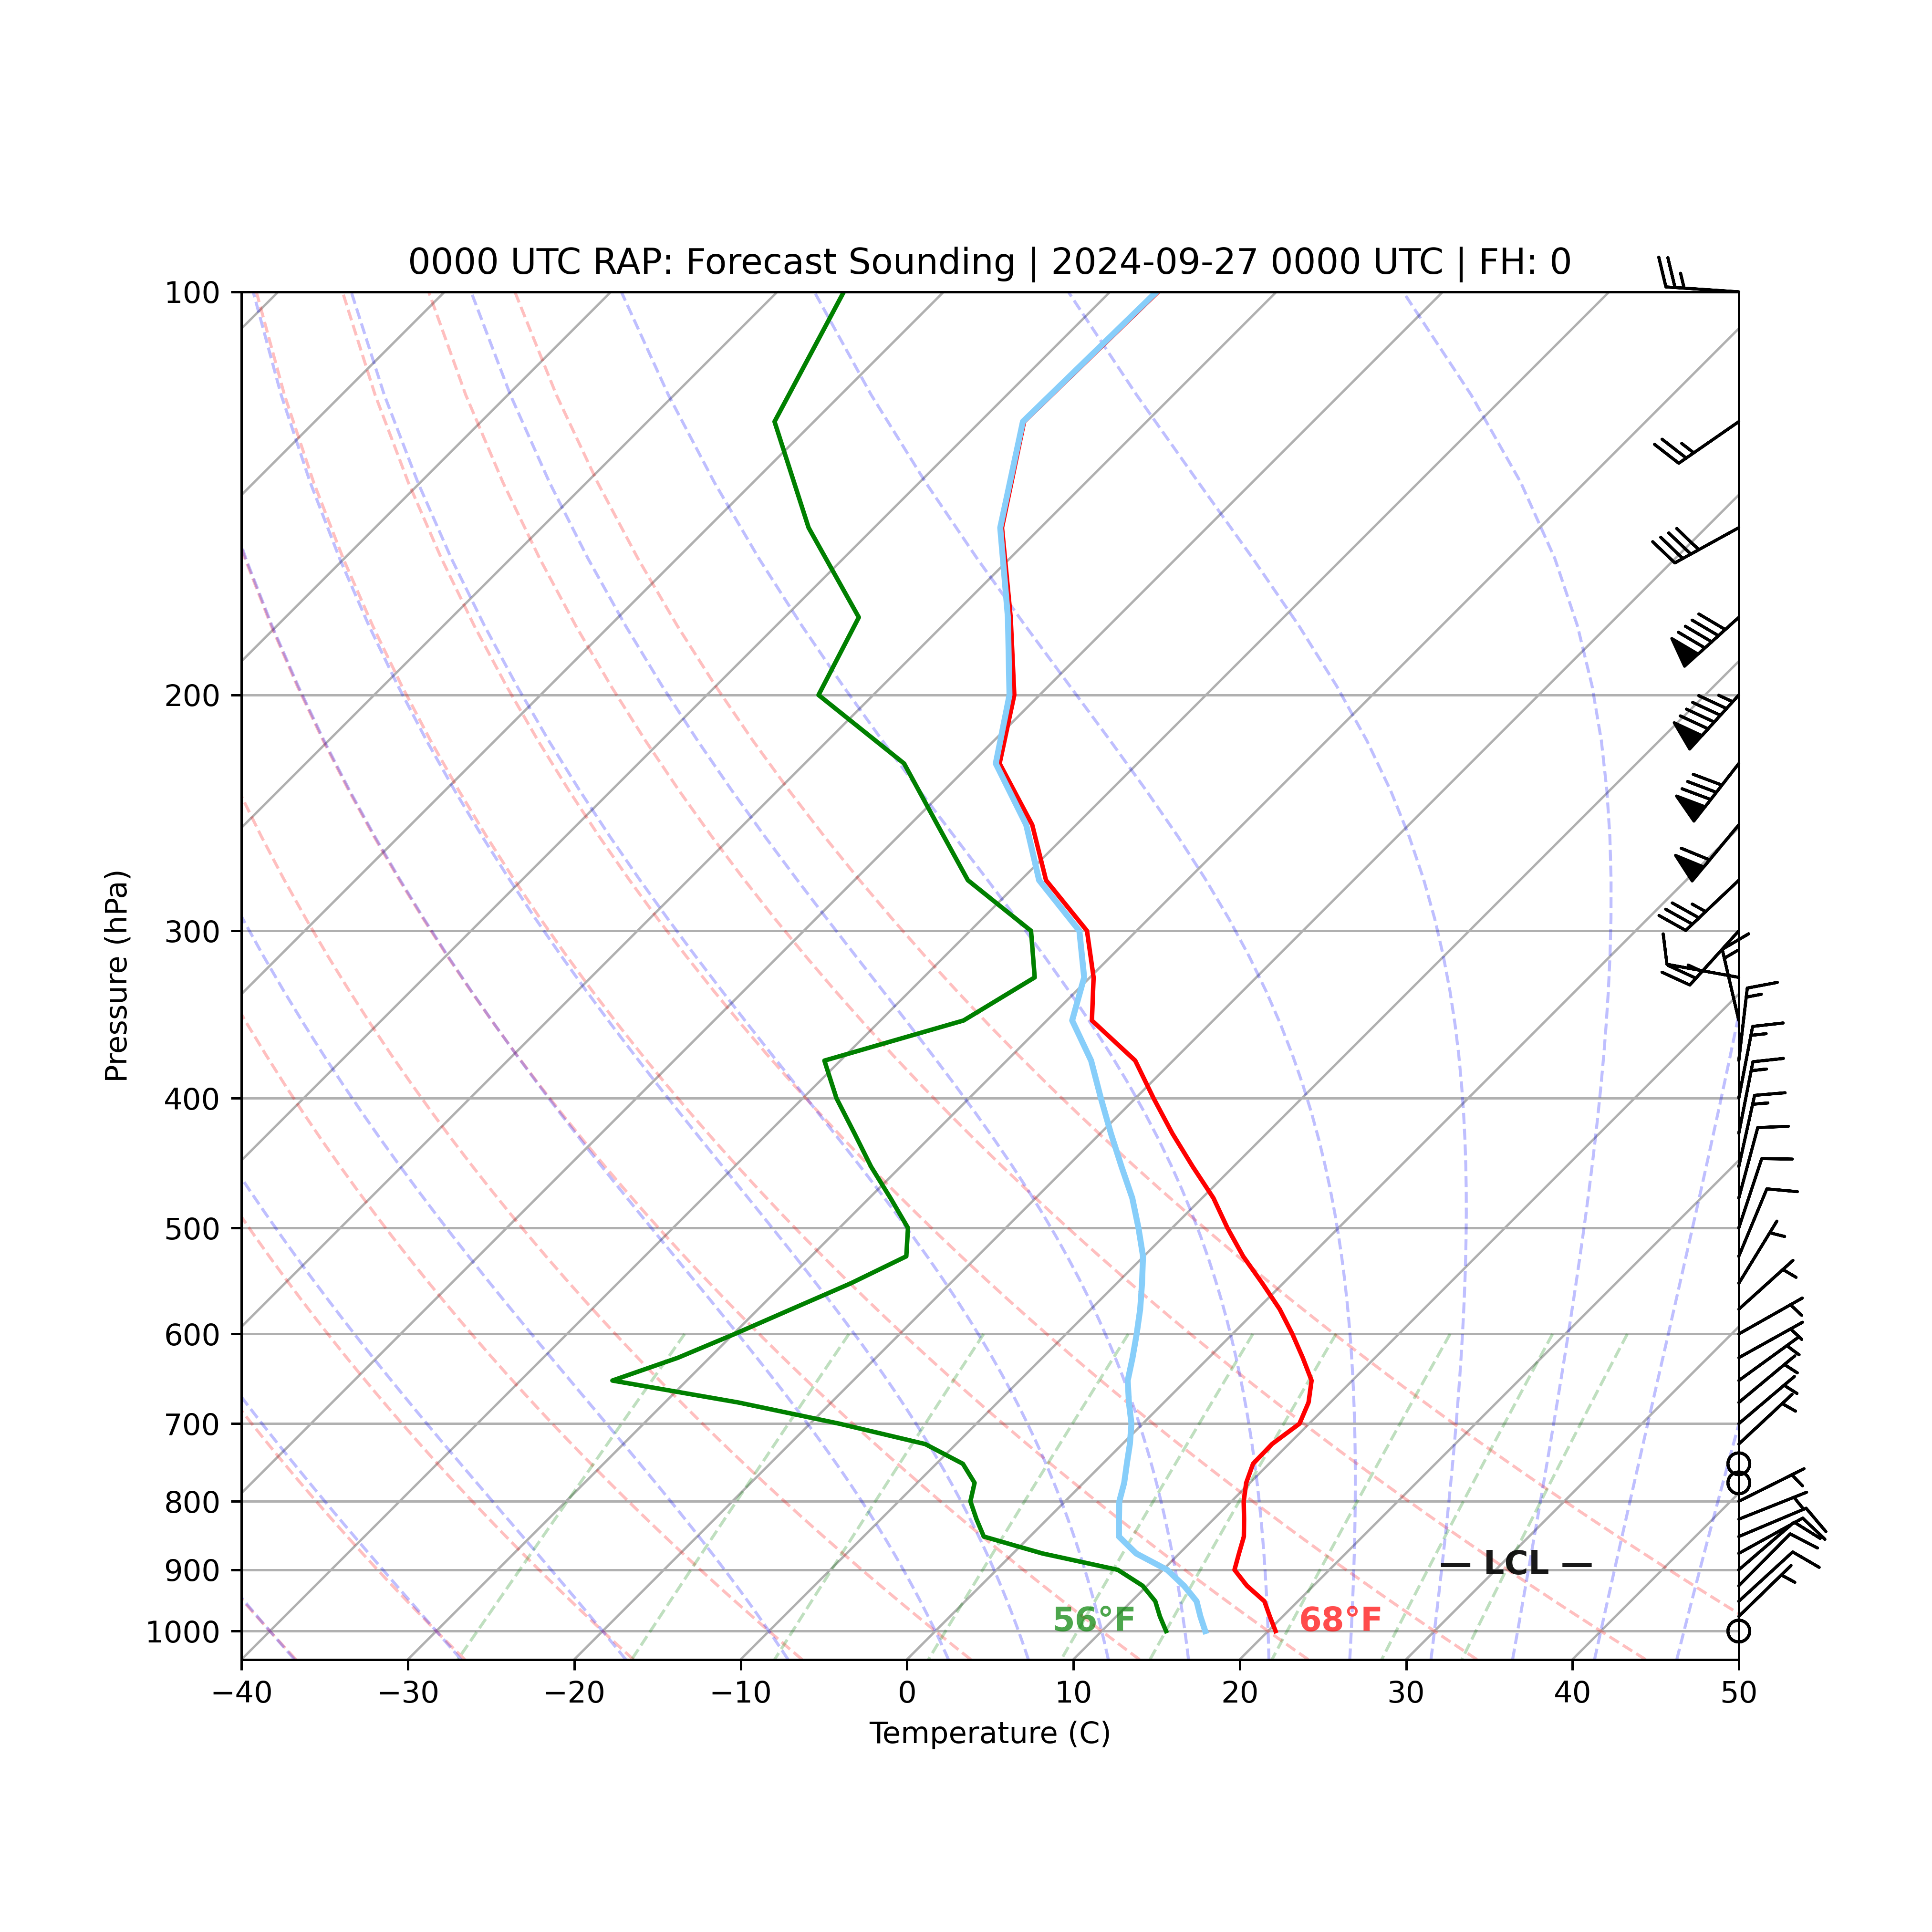 0000 UTC RAP: Forecast Sounding | 2024-09-27 0000 UTC | FH: 0
100
200
300
400
500
600
700
800
900
1000
Pressure (hPa)
— LCL —
56°F 68°F
−40 −30 −20 −10 0 10 20 30 40 50
Temperature (C)